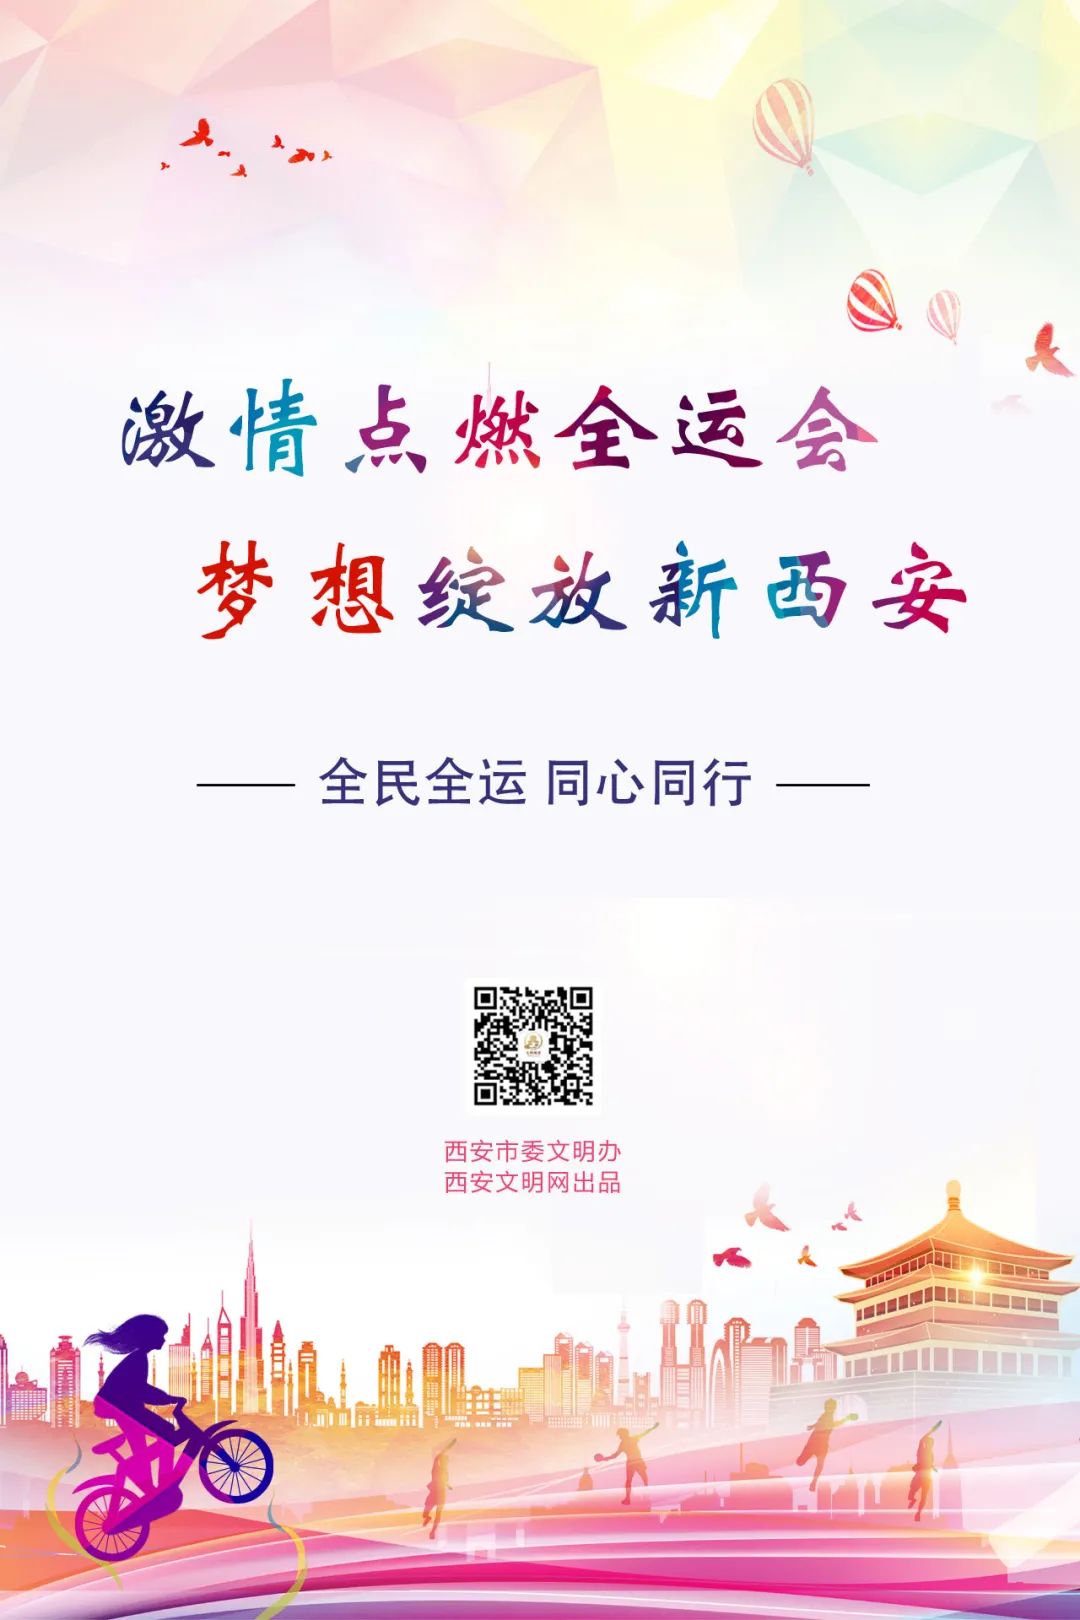 激情点燃全运会
梦想绽放新西安
全民全运 同心同行
西安市委文明办
西安文明网出品